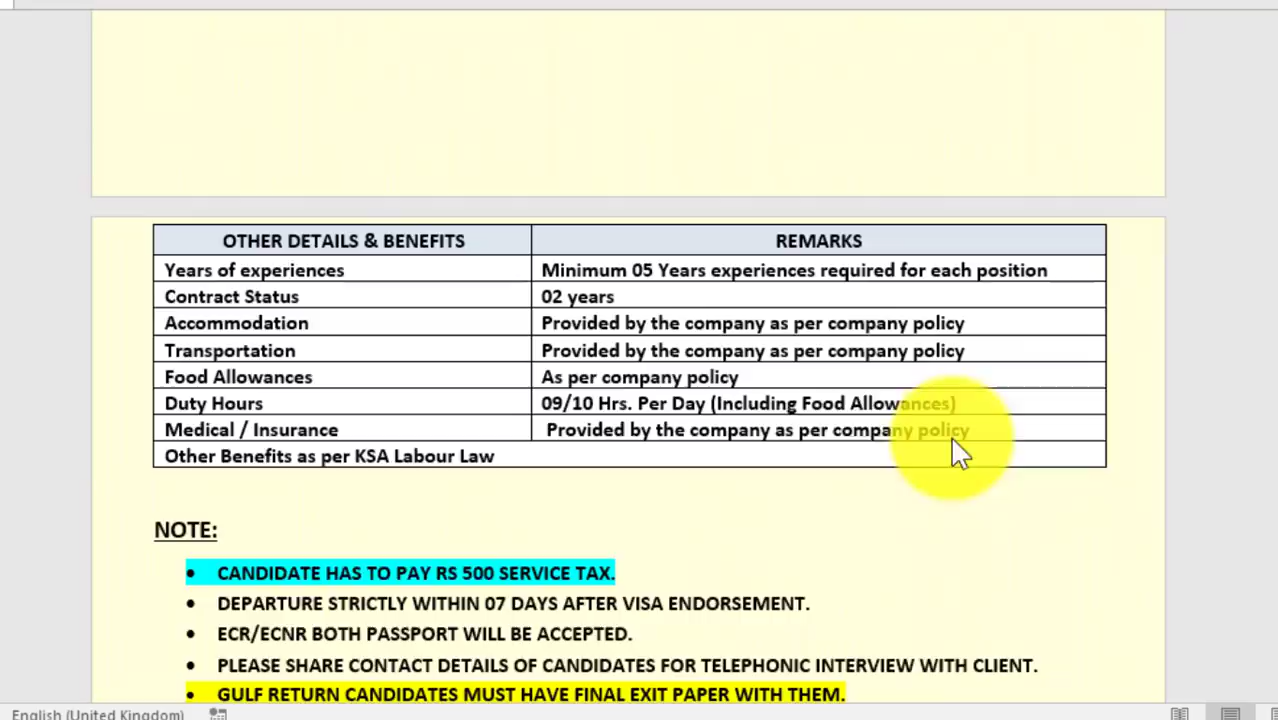 OTHER DETAILS & BENEFITS REMARKS
Years of experiences Minimum 05 Years experiences required for each position
Contract Status 02 years
Accommodation Provided by the company as per company policy
Transportation Provided by the company as per company policy
Food Allowances As per company policy
Duty Hours 09/10 Hrs. Per Day (Including Food Allowances)
Medical / Insurance Provided by the company as per company policy
Other Benefits as per KSA Labour Law
NOTE:
• CANDIDATE HAS TO PAY RS 500 SERVICE TAX.
• DEPARTURE STRICTLY WITHIN 07 DAYS AFTER VISA ENDORSEMENT.
• ECR/ECNR BOTH PASSPORT WILL BE ACCEPTED.
• PLEASE SHARE CONTACT DETAILS OF CANDIDATES FOR TELEPHONIC INTERVIEW WITH CLIENT.
• GULF RETURN CANDIDATES MUST HAVE FINAL EXIT PAPER WITH THEM.
English (United Kingdom)